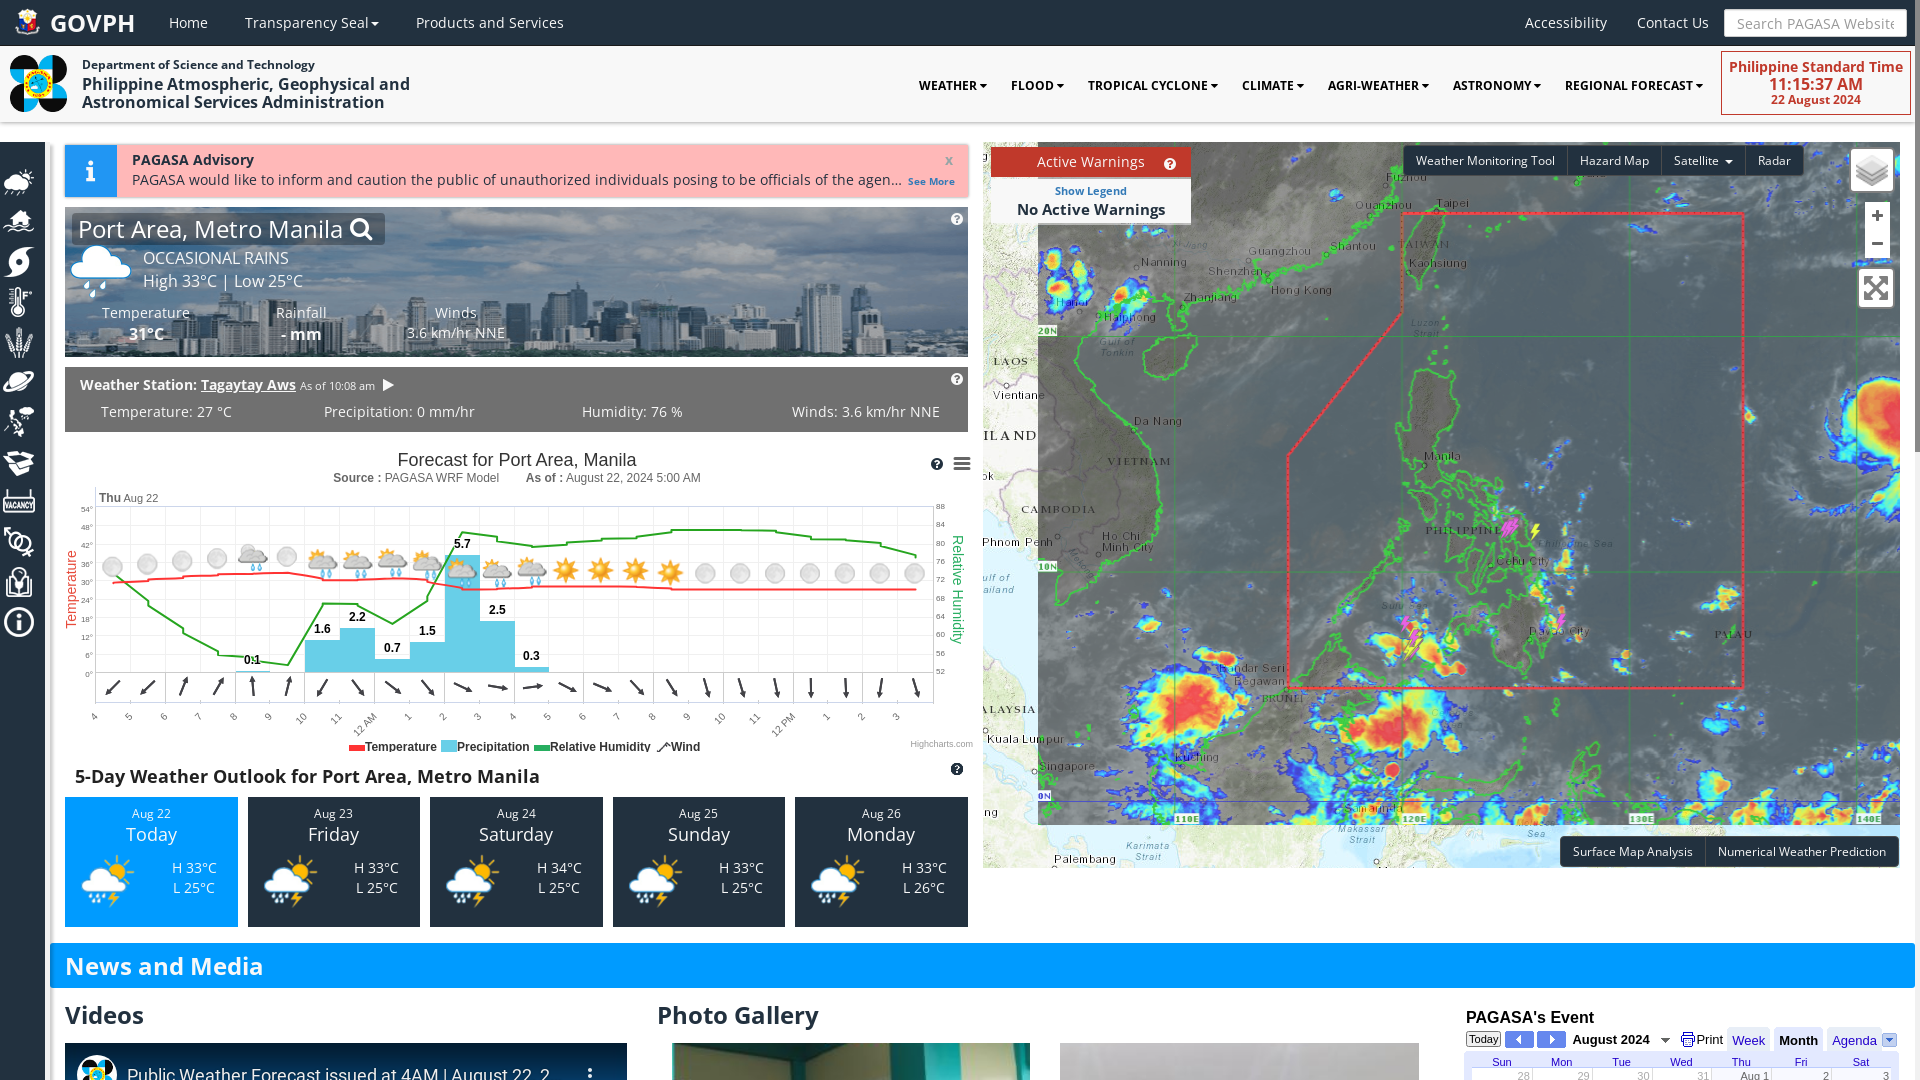 GOVPH
Home
Transparency Seal
Products and Services
Accessibility
Contact Us
Search PAGASA Website
Department of Science and Technology
Philippine Atmospheric, Geophysical and
Astronomical Services Administration
WEATHER
FLOOD
TROPICAL CYCLONE
CLIMATE
AGRI-WEATHER
ASTRONOMY
REGIONAL FORECAST
Philippine Standard Time
11:15:37 AM
22 August 2024
PAGASA Advisory
x
PAGASA would like to inform and caution the public of unauthorized individuals posing to be officials of the agen... See More
Port Area, Metro Manila
OCCASIONAL RAINS
High 33°C | Low 25°C
Temperature
31°C
Rainfall
- mm
Winds
3.6 km/hr NNE
Weather Station: Tagaytay Aws As of 10:08 am
Temperature: 27 °C
Precipitation: 0 mm/hr
Humidity: 76 %
Winds: 3.6 km/hr NNE
Forecast for Port Area, Manila
Source : PAGASA WRF Model As of : August 22, 2024 5:00 AM
Thu Aug 22
Temperature
54°
48°
42°
36°
30°
24°
18°
12°
6°
0°
88
84
80
76
72
68
64
60
56
52
Relative Humidity
0.1
1.6
2.2
0.7
1.5
5.7
2.5
0.3
4 5 6 7 8 9 10 11 12 AM 1 2 3 4 5 6 7 8 9 10 11 12 PM 1 2 3
Temperature Precipitation Relative Humidity Wind
Highcharts.com
5-Day Weather Outlook for Port Area, Metro Manila
Aug 22
Today
H 33°C
L 25°C
Aug 23
Friday
H 33°C
L 25°C
Aug 24
Saturday
H 34°C
L 25°C
Aug 25
Sunday
H 33°C
L 25°C
Aug 26
Monday
H 33°C
L 26°C
VACANCY
Active Warnings
Show Legend
No Active Warnings
Weather Monitoring Tool
Hazard Map
Satellite
Radar
+
−
Fuzhou
Quanzhou
Taipei
TAIWAN
Kaohsiung
Shantou
Guangzhou
Shenzhen
Hong Kong
Nanning
Zhanjiang
Hanoi
Haiphong
Gulf of
Tonkin
Luzon
Strait
20N
LAOS
Vientiane
Da Nang
ILAND
VIETNAM
Manila
CAMBODIA
Phnom Penh
Ho Chi
Minh City
PHILIPPINE
Cebu City
10N
ulf of
ailand
Sulu Sea
Davao City
PALAU
Bandar Seri
Begawan
BRUNEI
ALAYSIA
Kuala Lumpur
Kuching
Singapore
0N
Samarinda
110E
120E
130E
140E
Makassar
Strait
Karimata
Strait
Sea
Palembang
ng
Surface Map Analysis
Numerical Weather Prediction
News and Media
Videos
Photo Gallery
Public Weather Forecast issued at 4AM | August 22, 2
PAGASA's Event
Today
August 2024
Print
Week
Month
Agenda
Sun Mon Tue Wed Thu Fri Sat
28 29 30 31 Aug 1 2 3